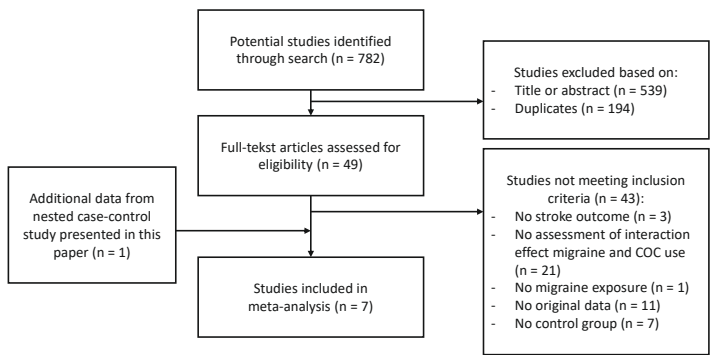 Potential studies identified
through search (n = 782)
Studies excluded based on:
- Title or abstract (n = 539)
- Duplicates (n = 194)
Full-tekst articles assessed for
eligibility (n = 49)
Additional data from
nested case-control
study presented in this
paper (n = 1)
Studies not meeting inclusion
criteria (n = 43):
- No stroke outcome (n = 3)
- No assessment of interaction
effect migraine and COC use
(n = 21)
- No migraine exposure (n = 1)
- No original data (n = 11)
- No control group (n = 7)
Studies included in
meta-analysis (n = 7)